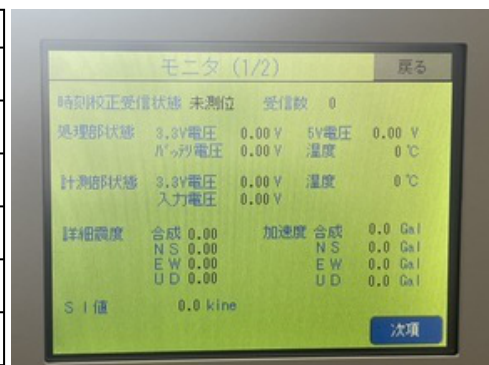 モニタ (1/2) 戻る
時刻校正受信状態 未測位 受信数 0
処理部状態 3.3V電圧 0.00 V 5V電圧 0.00 V
バッテリ電圧 0.00 V 温度 0 ℃
計測部状態 3.3V電圧 0.00 V 温度 0 ℃
入力電圧 0.00 V
詳細震度 合成 0.00 加速度 合成 0.0 Gal
NS 0.00 NS 0.0 Gal
EW 0.00 EW 0.0 Gal
UD 0.00 UD 0.0 Gal
SI値 0.0 kine
次項